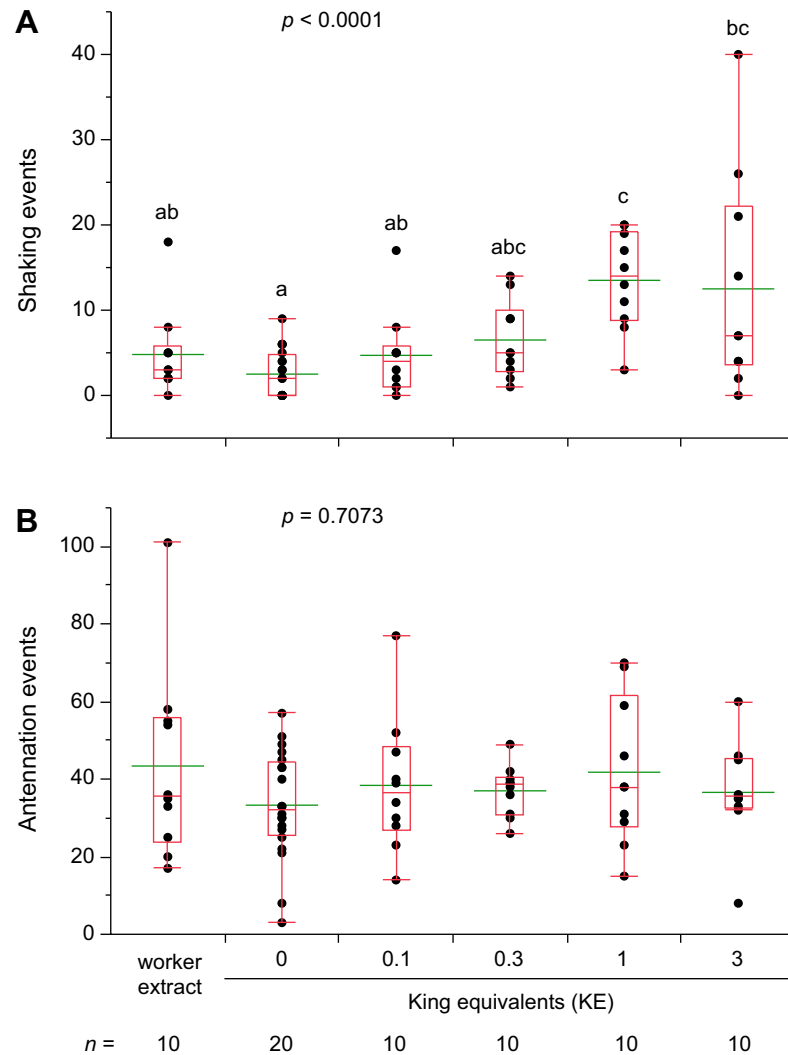 A
p < 0.0001
bc
40
30
c
ab
ab
20
abc
a
10
0
Shaking events
B
p = 0.7073
100
80
60
40
20
0
Antennation events
worker extract
0 0.1 0.3 1 3
King equivalents (KE)
n = 10 20 10 10 10 10